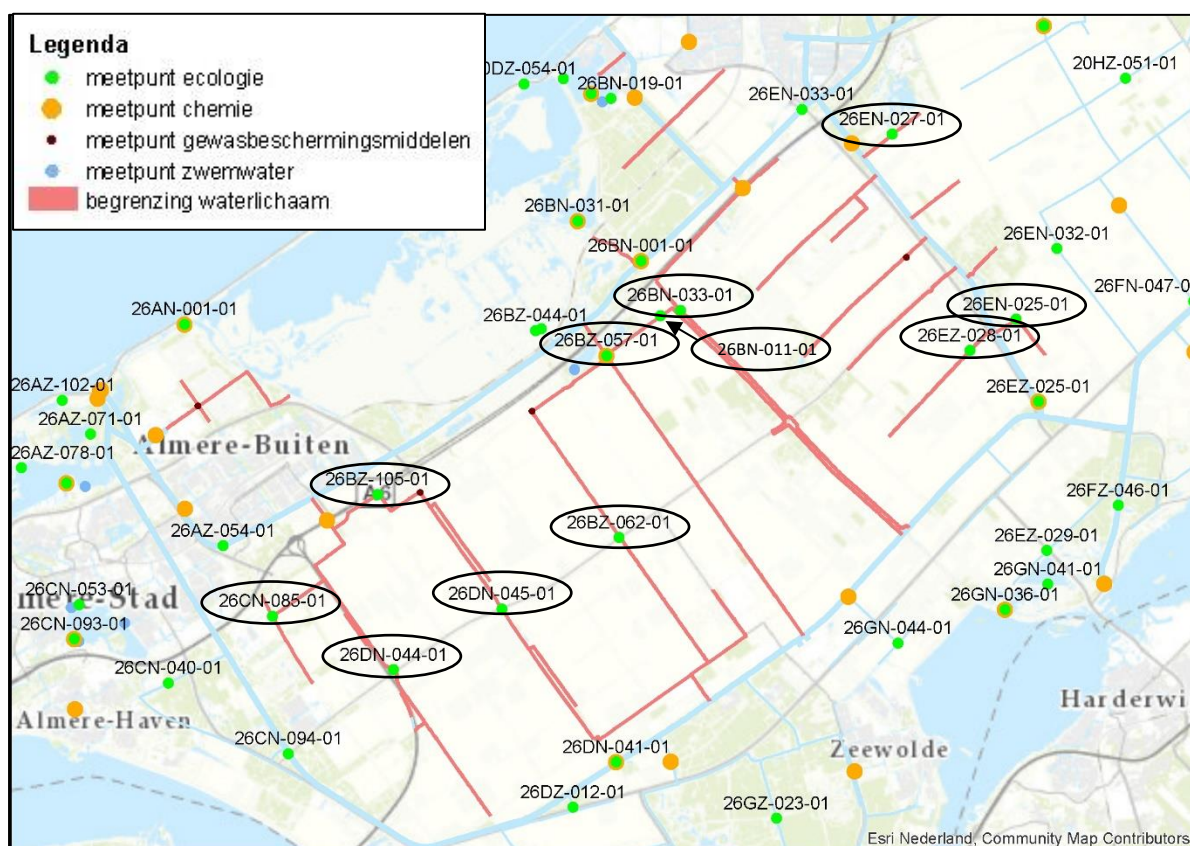 Legenda
meetpunt ecologie
meetpunt chemie
meetpunt gewasbeschermingsmiddelen
meetpunt zwemwater
begrenzing waterlichaam
0DZ-054-01
26BN-019-01
20HZ-051-01
26EN-033-01
26EN-027-01
26BN-031-01
26BN-001-01
26EN-032-01
26FN-047-0
26BN-033-01
26AN-001-01
26BZ-044-01
26EN-025-01
26BZ-057-01
26BN-011-01
26EZ-028-01
26AZ-102-01
26EZ-025-01
26AZ-071-01
Almere-Buiten
26AZ-078-01
26BZ-105-01
A6
26FZ-046-01
26BZ-062-01
26AZ-054-01
26EZ-029-01
26GN-041-01
26CN-053-01
mere-Stad
26CN-085-01
26DN-045-01
26GN-036-01
26CN-093-01
26GN-044-01
26DN-044-01
26CN-040-01
Harderwi
Almere-Haven
26CN-094-01
26DN-041-01
Zeewolde
26DZ-012-01
26GZ-023-01
Esri Nederland, Community Map Contributors